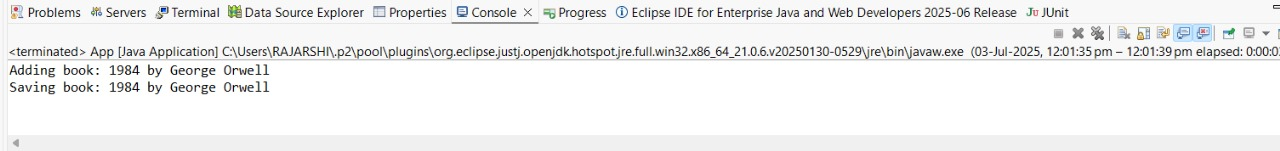 Problems Servers Terminal Data Source Explorer Properties Console Progress Eclipse IDE for Enterprise Java and Web Developers 2025-06 Release JUnit
<terminated> App [Java Application] C:\Users\RAJARSHI\.p2\pool\plugins\org.eclipse.justj.openjdk.hotspot.jre.full.win32.x86_64_21.0.6.v20250130-0529\jre\bin\javaw.exe (03-Jul-2025, 12:01:35 pm – 12:01:39 pm elapsed: 0:00:0
Adding book: 1984 by George Orwell
Saving book: 1984 by George Orwell